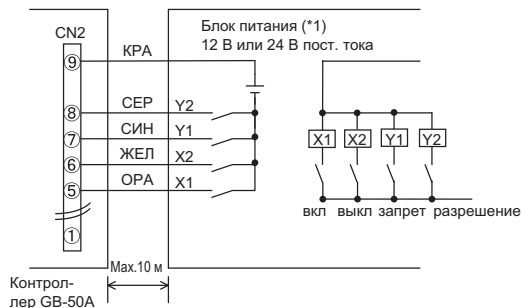 CN2
Блок питания (*1)
12 В или 24 В пост. тока
⑨ КРА
⑧ СЕР Y2
⑦ СИН Y1
⑥ ЖЕЛ X2
⑤ ОРА X1
①
X1 X2 Y1 Y2
вкл выкл запрет разрешение
Max.10 м
Контрол-
лер GB-50A